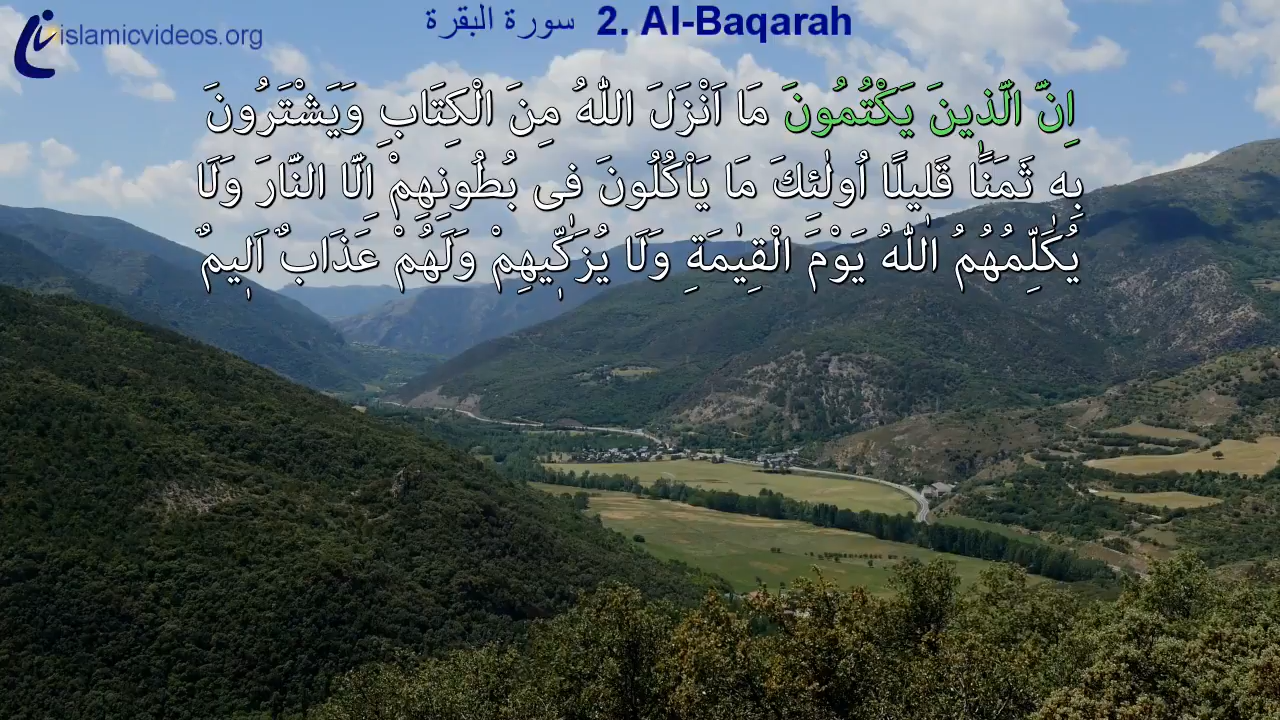 islamicvideos.org
سورة البقرة 2. Al-Baqarah
اِنَّ الَّذٖينَ يَكْتُمُونَ مَا اَنْزَلَ اللّٰهُ مِنَ الْكِتَابِ وَيَشْتَرُونَ
بِهٖ ثَمَنًا قَلٖيلًا اُولٰئِكَ مَا يَاْكُلُونَ فٖى بُطُونِهِمْ اِلَّا النَّارَ وَلَا
يُكَلِّمُهُمُ اللّٰهُ يَوْمَ الْقِيٰمَةِ وَلَا يُزَكّٖيهِمْ وَلَهُمْ عَذَابٌ اَلٖيمٌ